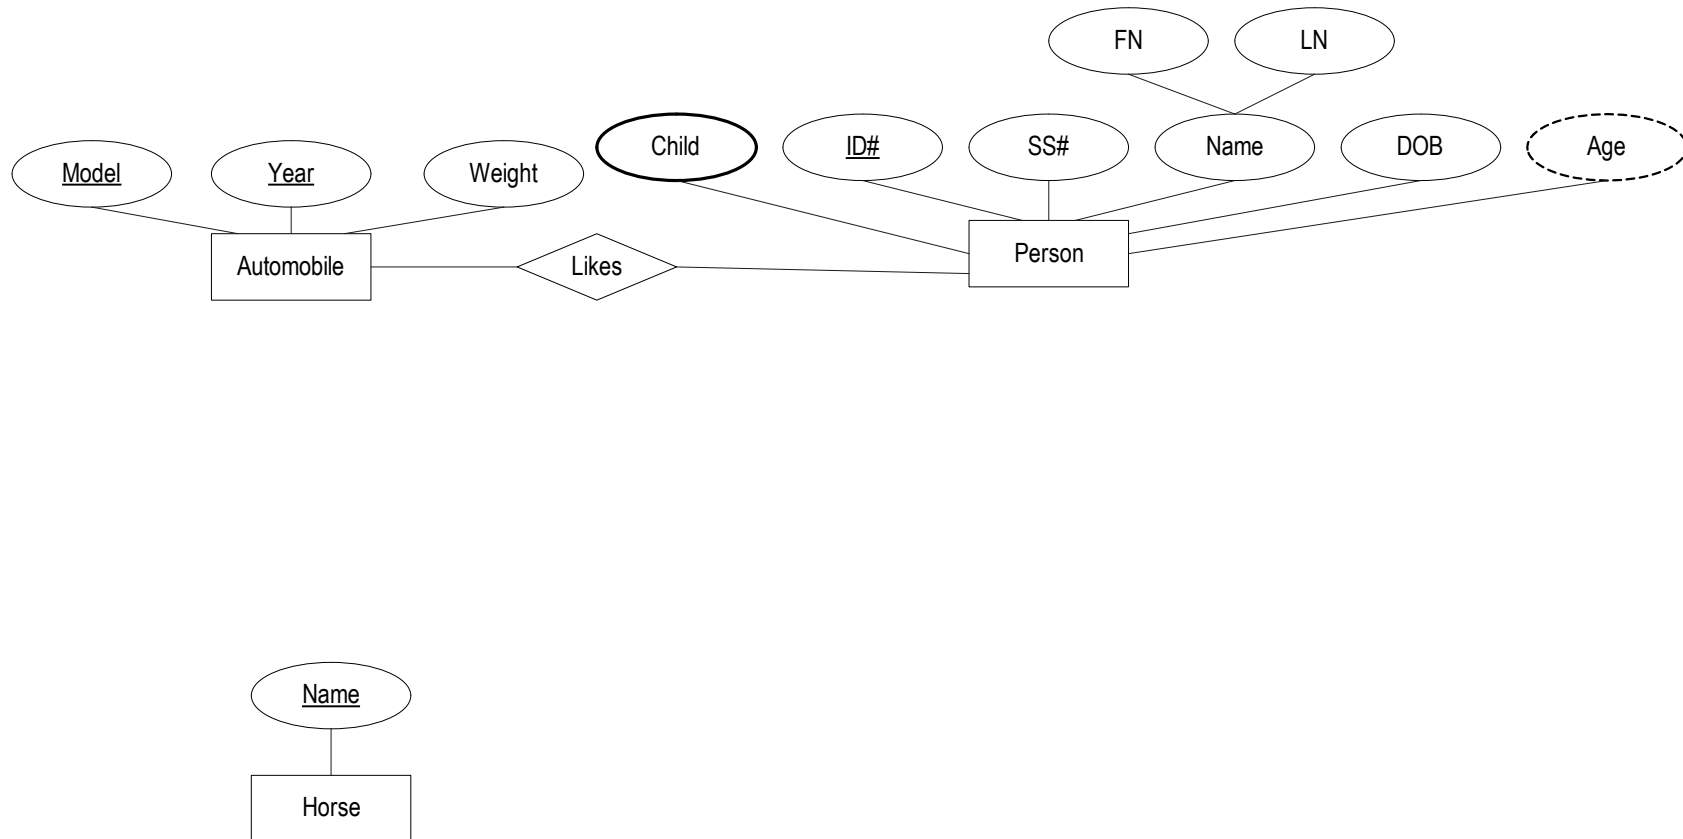 FN
LN
Child
ID#
SS#
Name
DOB
Age
Model
Year
Weight
Automobile
Likes
Person
Name
Horse